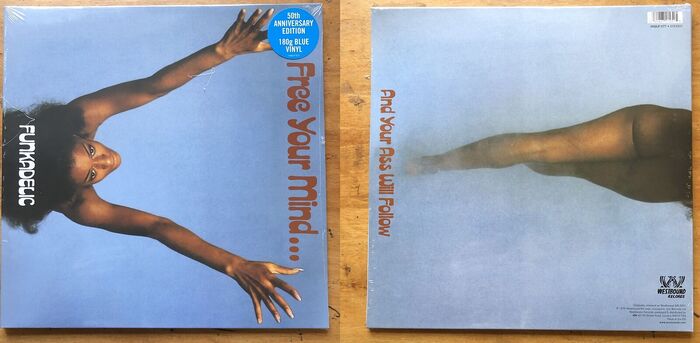 50th
ANNIVERSARY
EDITION
180g BLUE
VINYL
Free Your Mind...
FUNKADELIC
And Your Ass Will Follow
WESTBOUND
RECORDS